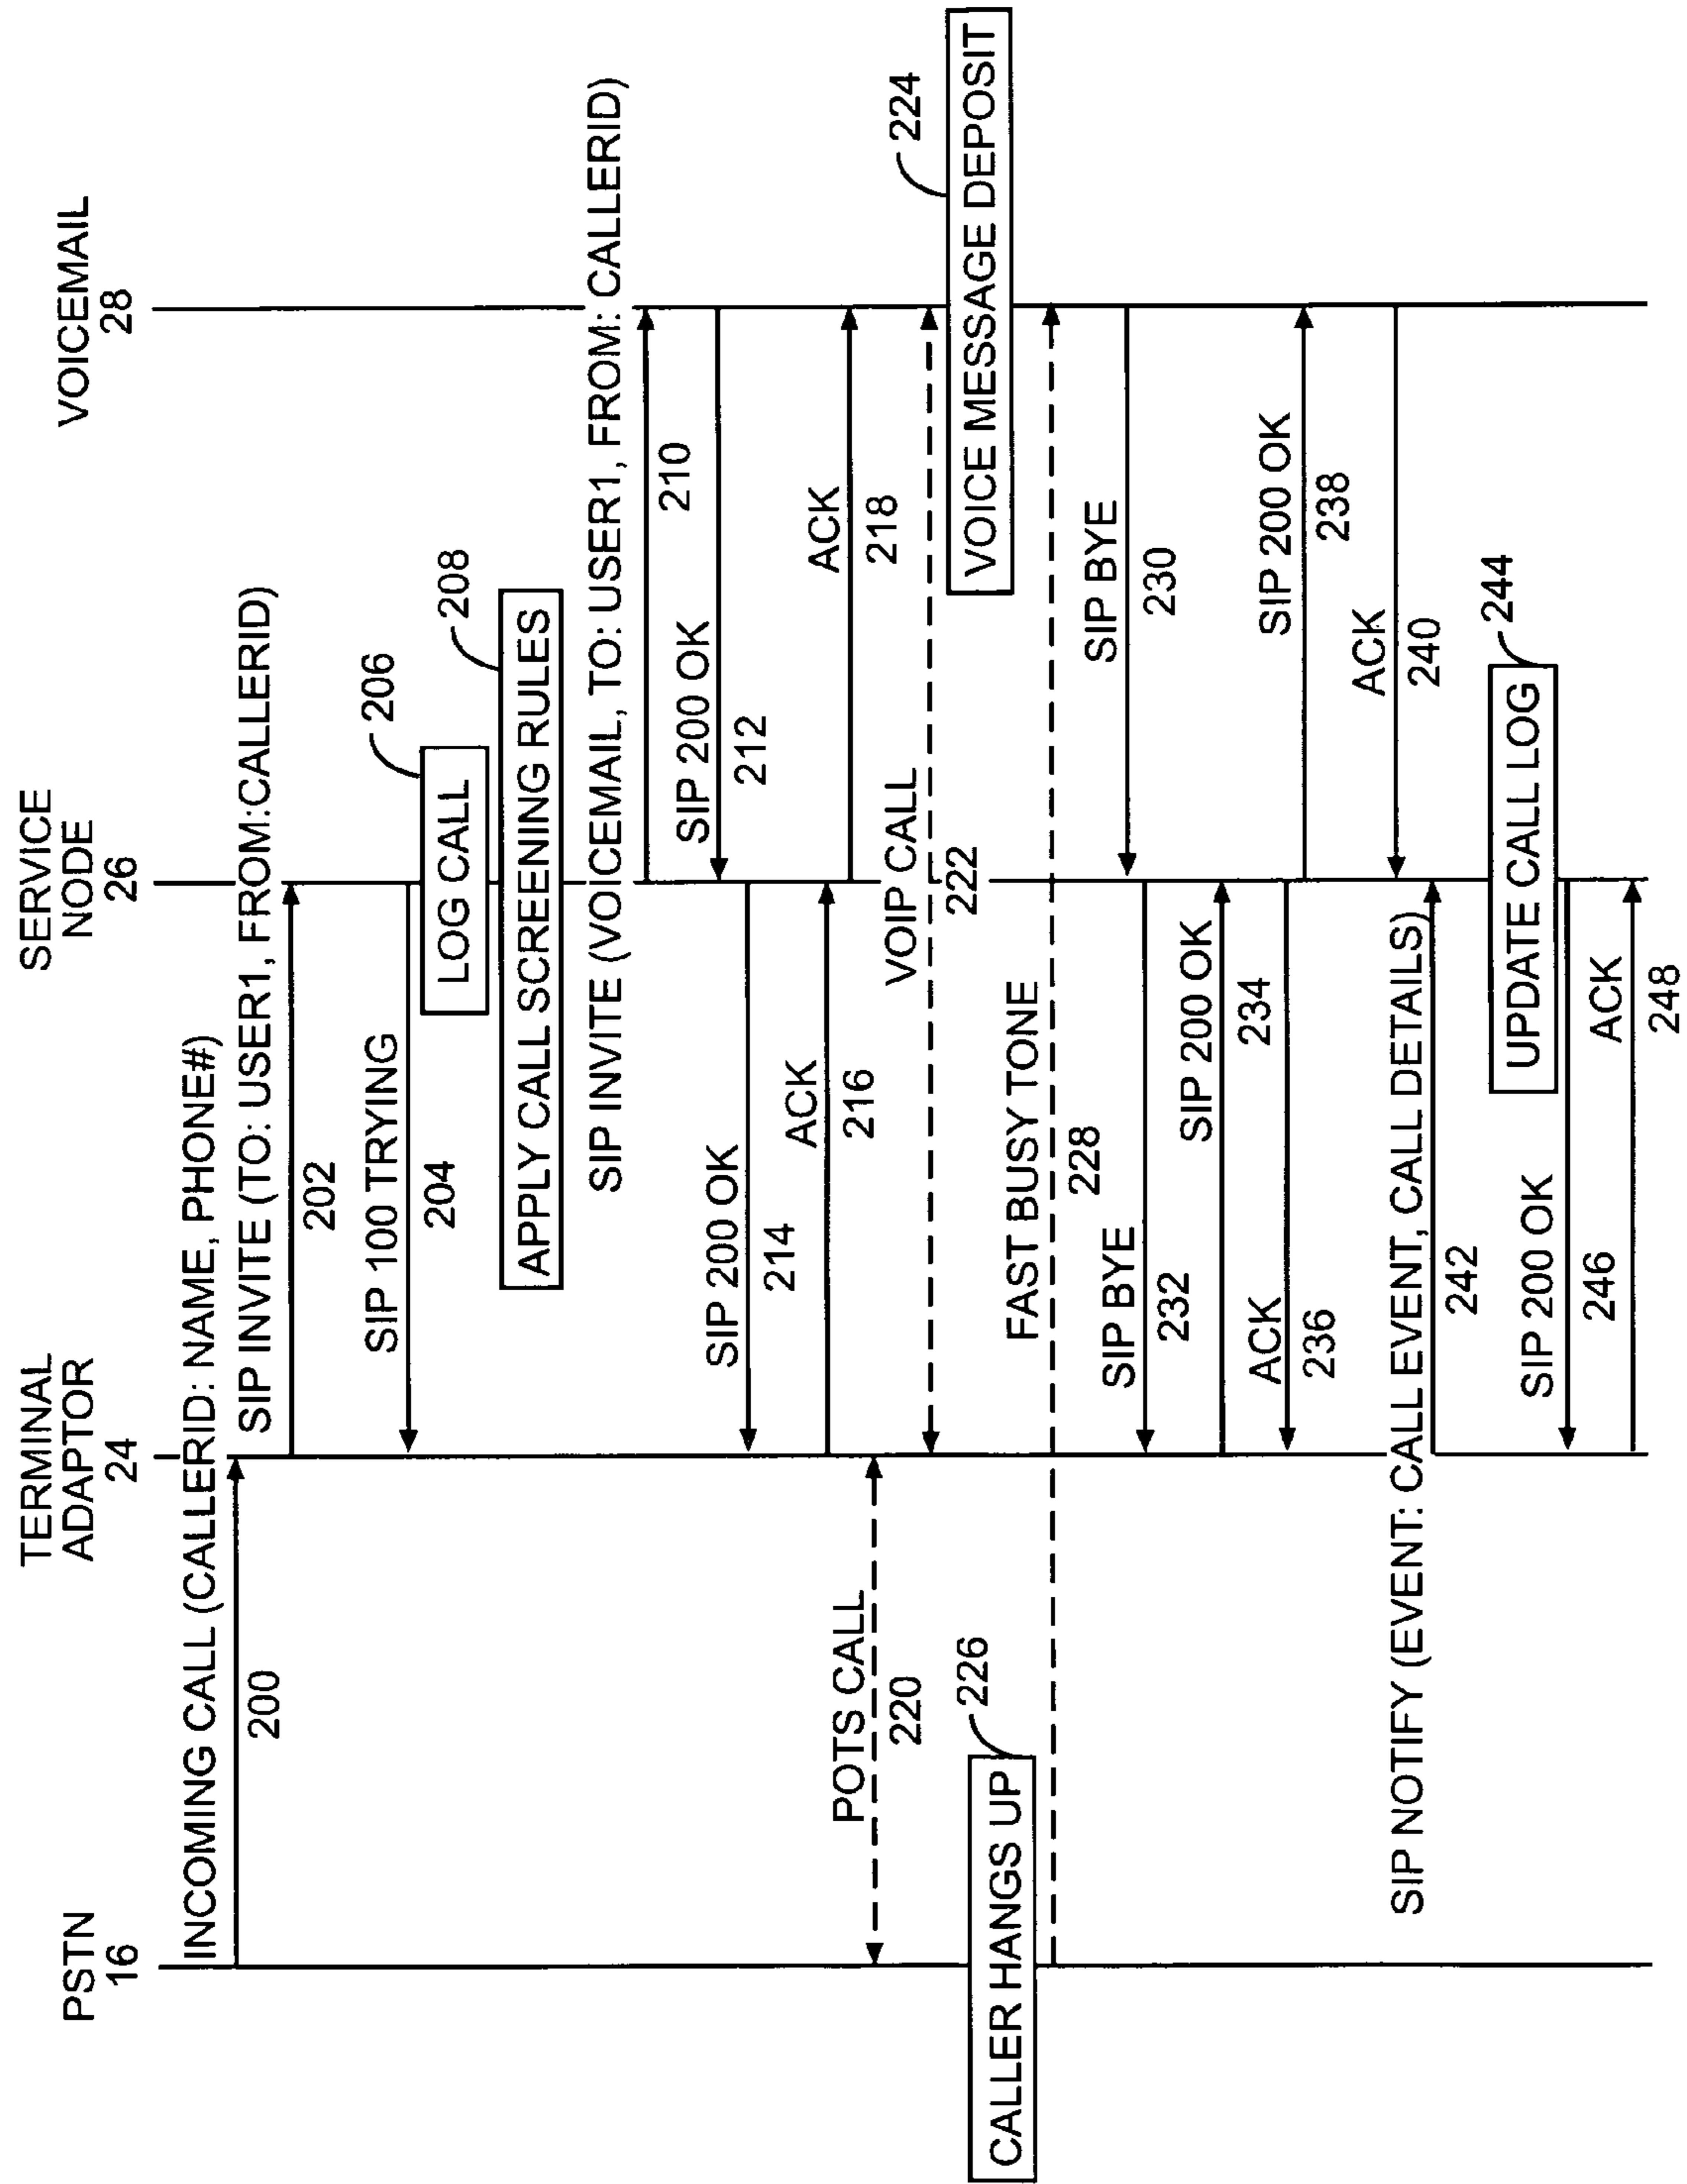 PSTN
16
TERMINAL
ADAPTOR
24
SERVICE
NODE
26
VOICEMAIL
28
INCOMING CALL (CALLERID: NAME, PHONE#)
200
SIP INVITE (TO: USER1, FROM:CALLERID)
202
SIP 100 TRYING
204
LOG CALL
206
APPLY CALL SCREENING RULES
208
SIP INVITE (VOICEMAIL, TO: USER1, FROM: CALLERID)
210
SIP 200 OK
212
SIP 200 OK
214
ACK
216
ACK
218
POTS CALL
220
VOIP CALL
222
VOICE MESSAGE DEPOSIT
224
CALLER HANGS UP
226
FAST BUSY TONE
228
SIP BYE
230
SIP BYE
232
SIP 200 OK
234
ACK
236
SIP 200 OK
238
ACK
240
SIP NOTIFY (EVENT: CALL EVENT, CALL DETAILS)
242
UPDATE CALL LOG
244
SIP 200 OK
246
ACK
248